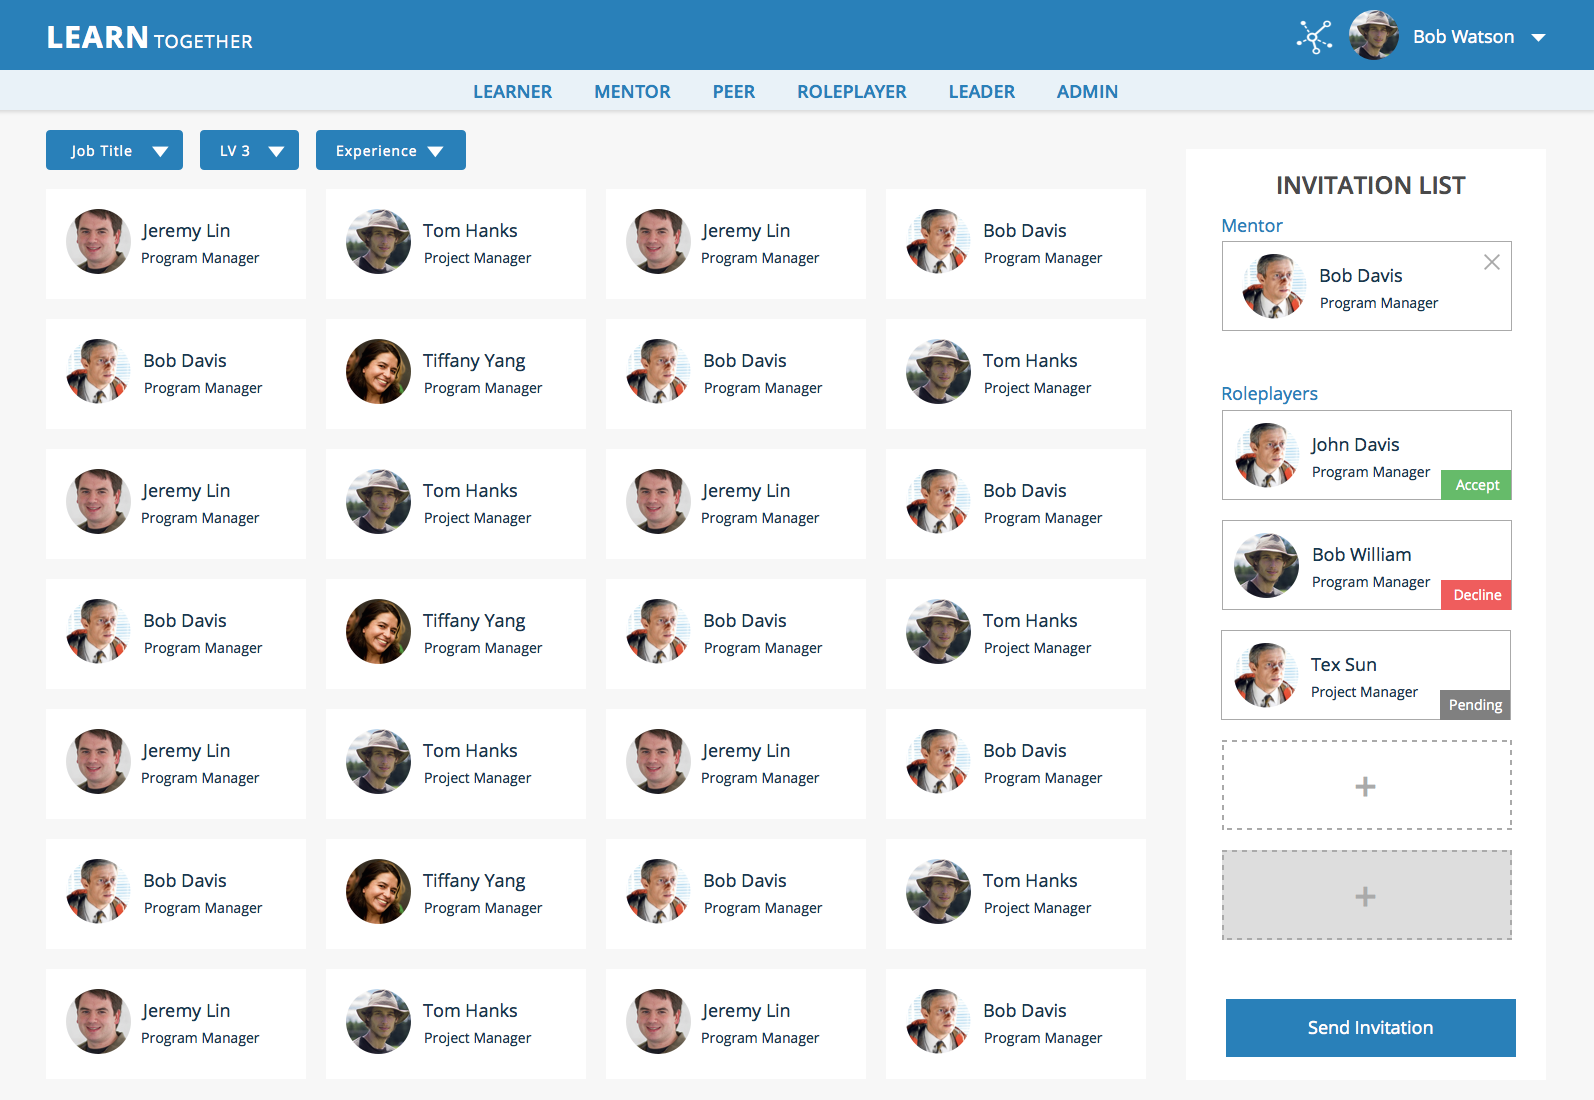 LEARN TOGETHER
Bob Watson
LEARNER MENTOR PEER ROLEPLAYER LEADER ADMIN
Job Title LV 3 Experience
Jeremy Lin
Program Manager
Tom Hanks
Project Manager
Jeremy Lin
Program Manager
Bob Davis
Program Manager
Bob Davis
Program Manager
Tiffany Yang
Program Manager
Bob Davis
Program Manager
Tom Hanks
Project Manager
Jeremy Lin
Program Manager
Tom Hanks
Project Manager
Jeremy Lin
Program Manager
Bob Davis
Program Manager
Bob Davis
Program Manager
Tiffany Yang
Program Manager
Bob Davis
Program Manager
Tom Hanks
Project Manager
Jeremy Lin
Program Manager
Tom Hanks
Project Manager
Jeremy Lin
Program Manager
Bob Davis
Program Manager
Bob Davis
Program Manager
Tiffany Yang
Program Manager
Bob Davis
Program Manager
Tom Hanks
Project Manager
Jeremy Lin
Program Manager
Tom Hanks
Project Manager
Jeremy Lin
Program Manager
Bob Davis
Program Manager
INVITATION LIST
Mentor
Bob Davis
Program Manager
Roleplayers
John Davis
Program Manager
Accept
Bob William
Program Manager
Decline
Tex Sun
Project Manager
Pending
Send Invitation